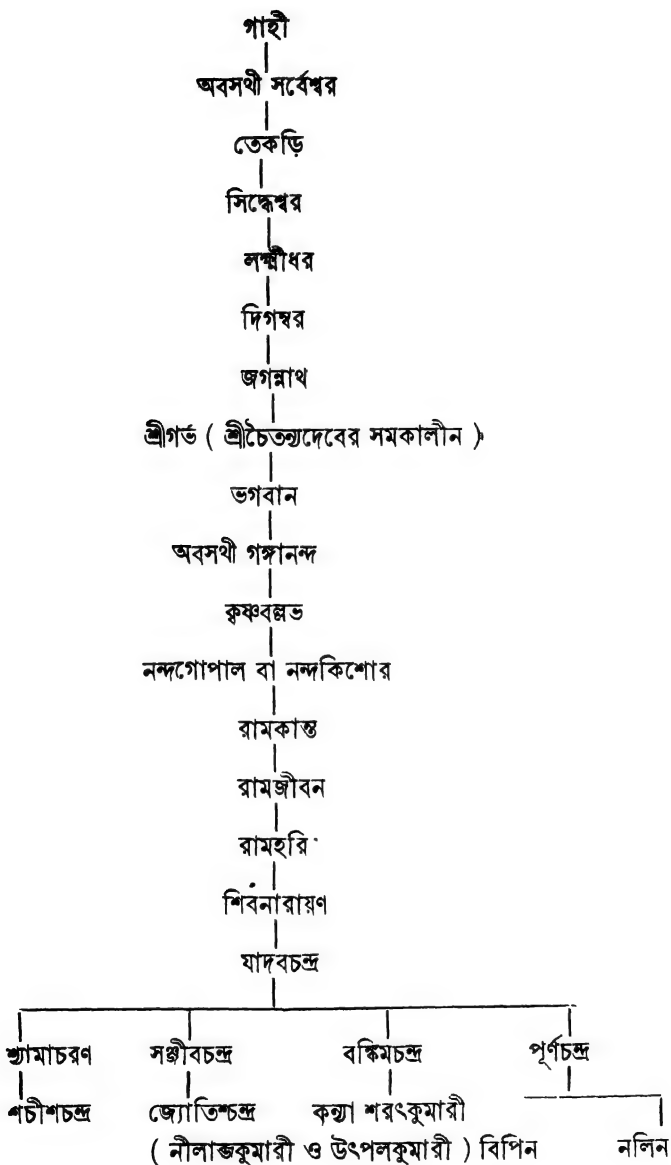 গাহী
অবসথী সর্বেশ্বর
তেকড়ি
সিদ্ধেশ্বর
লক্ষ্মীধর
দিগম্বর
জগন্নাথ
শ্রীগর্ভ ( শ্রীচৈতন্যদেবের সমকালীন )
ভগবান
অবসথী গঙ্গানন্দ
কৃষ্ণবল্লভ
নন্দগোপাল বা নন্দকিশোর
রামকান্ত
রামজীবন
রামহরি
শিবনারায়ণ
যাদবচন্দ্র
শ্যামাচরণ সঞ্জীবচন্দ্র বঙ্কিমচন্দ্র পূর্ণচন্দ্র
শচীশচন্দ্র জ্যোতিশ্চন্দ্র কন্যা শরৎকুমারী
( নীলাব্জকুমারী ও উৎপলকুমারী ) বিপিন নলিন